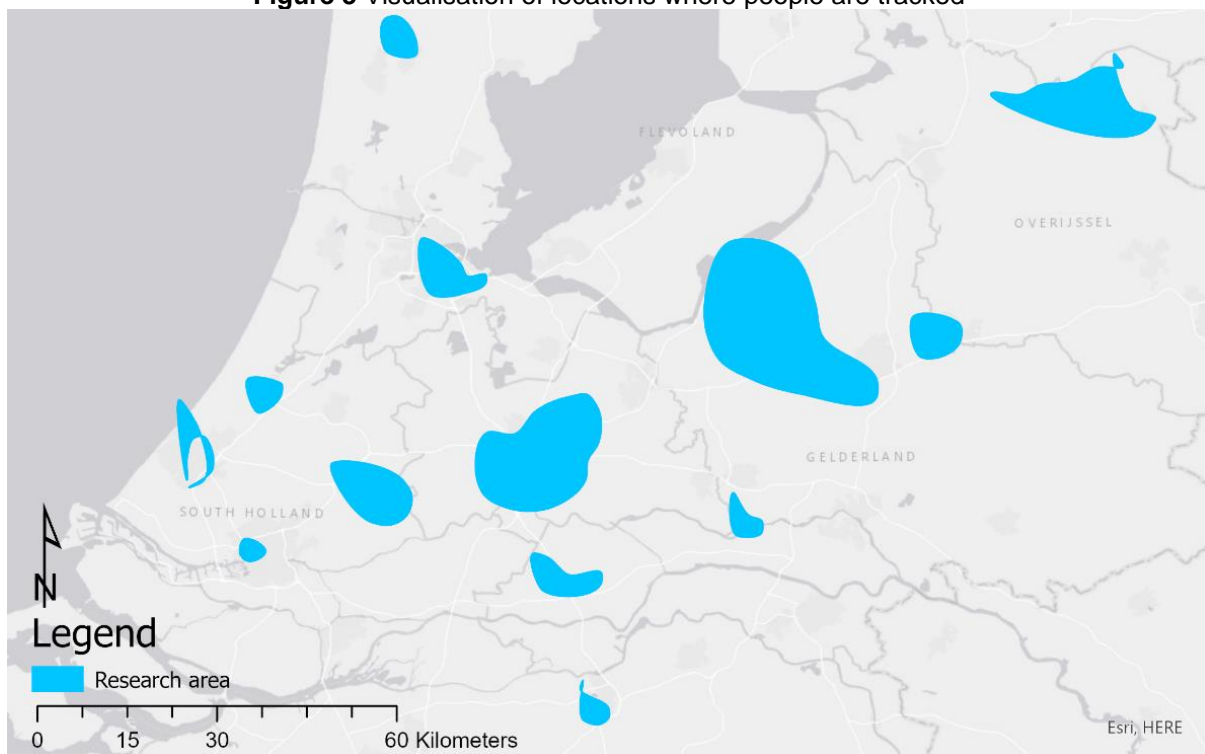 Figure 3 Visualisation of locations where people are tracked
FLEVOLAND
OVERIJSSEL
GELDERLAND
SOUTH HOLLAND
N
Legend
Research area
0 15 30 60 Kilometers
Esri, HERE